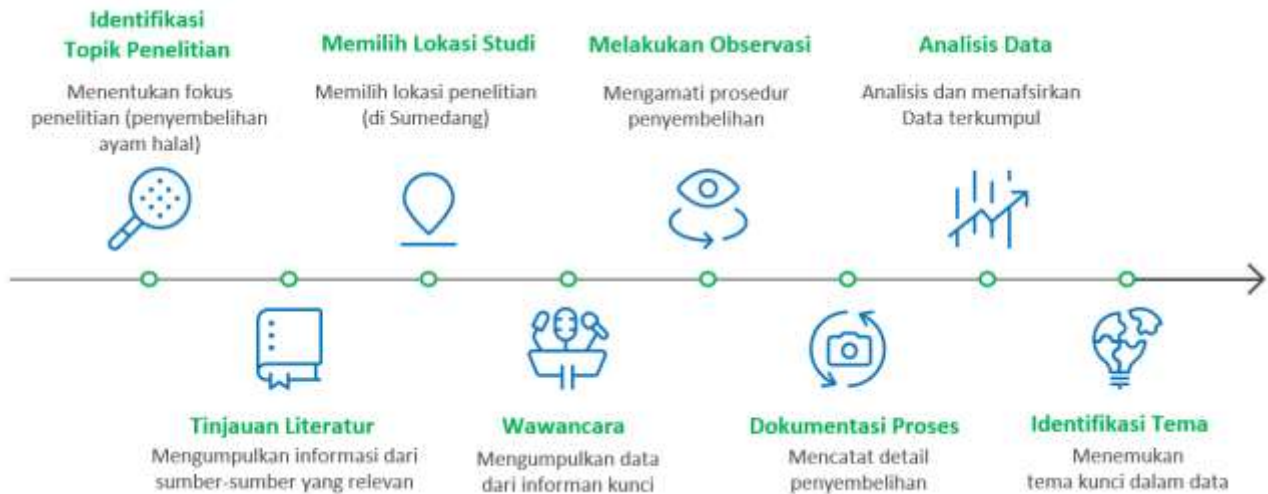 Identifikasi
Topik Penelitian
Menentukan fokus
penelitian (penyembelihan
ayam halal)
Memilih Lokasi Studi
Memilih lokasi penelitian
(di Sumedang)
Melakukan Observasi
Mengamati prosedur
penyembelihan
Analisis Data
Analisis dan menafsirkan
Data terkumpul
Tinjauan Literatur
Mengumpulkan informasi dari
sumber-sumber yang relevan
Wawancara
Mengumpulkan data
dari informan kunci
Dokumentasi Proses
Mencatat detail
penyembelihan
Identifikasi Tema
Menemukan
tema kunci dalam data